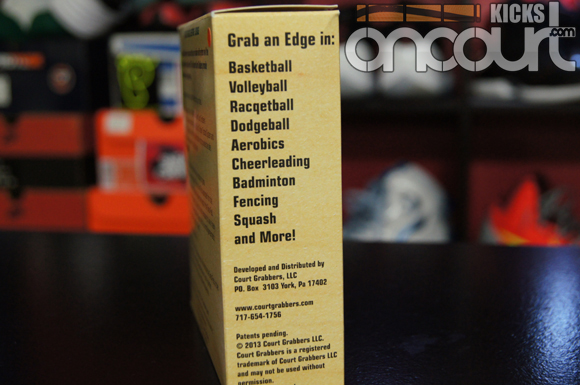 KICKS
oncourt.com
Grab an Edge in:
Basketball
Volleyball
Racqetball
Dodgeball
Aerobics
Cheerleading
Badminton
Fencing
Squash
and More!
Developed and Distributed by
Court Grabbers, LLC
PO. Box 3103 York, Pa 17402
www.courtgrabbers.com
717-654-1756
Patents pending.
© 2013 Court Grabbers LLC.
Court Grabbers is a registered
trademark of Court Grabbers LLC
and may not be used without
permission.